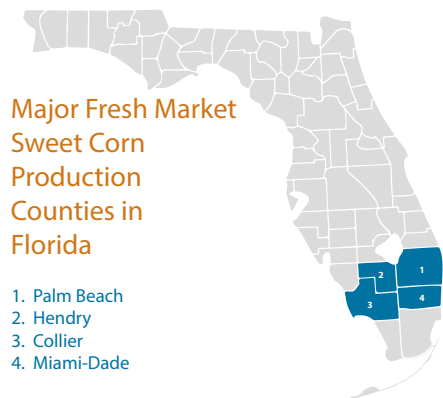 Major Fresh Market
Sweet Corn
Production
Counties in
Florida
1. Palm Beach
2. Hendry
3. Collier
4. Miami-Dade
1
2
3
4